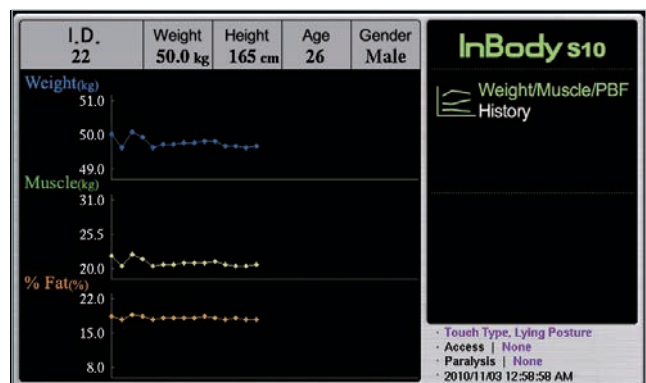 I.D. Weight Height Age Gender
22 50.0 kg 165 cm 26 Male
InBody S10
Weight(kg)
51.0
50.0
49.0
Muscle(kg)
31.0
25.5
20.0
% Fat(%)
22.0
15.0
8.0
Weight/Muscle/PBF
History
· Touch Type, Lying Posture
· Access | None
· Paralysis | None
· 2010/11/03 12:58:58 AM